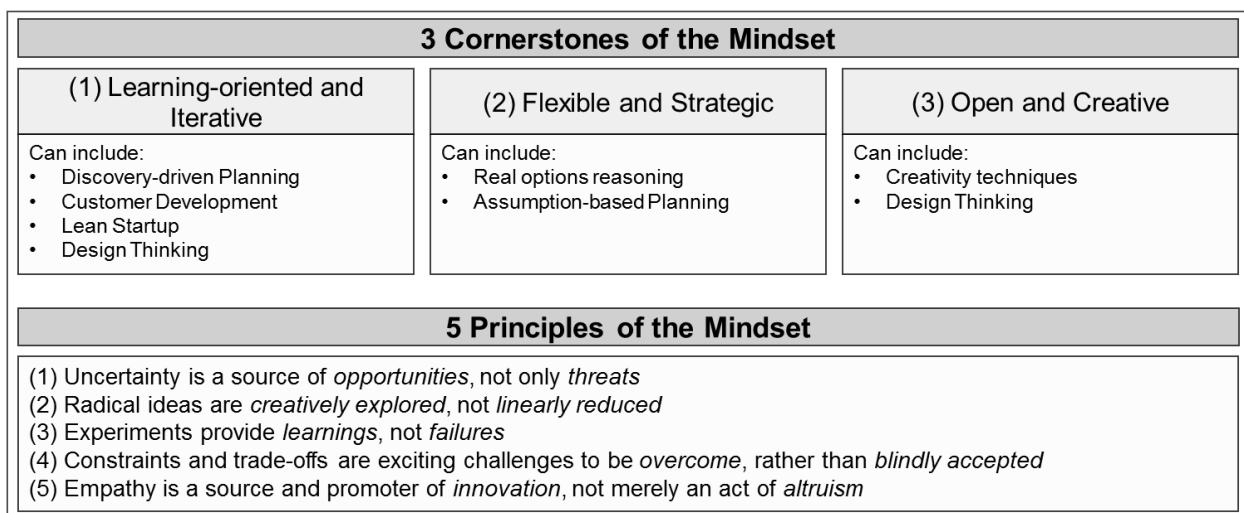 3 Cornerstones of the Mindset
(1) Learning-oriented and
Iterative
Can include:
• Discovery-driven Planning
• Customer Development
• Lean Startup
• Design Thinking
(2) Flexible and Strategic
Can include:
• Real options reasoning
• Assumption-based Planning
(3) Open and Creative
Can include:
• Creativity techniques
• Design Thinking
5 Principles of the Mindset
(1) Uncertainty is a source of opportunities, not only threats
(2) Radical ideas are creatively explored, not linearly reduced
(3) Experiments provide learnings, not failures
(4) Constraints and trade-offs are exciting challenges to be overcome, rather than blindly accepted
(5) Empathy is a source and promoter of innovation, not merely an act of altruism